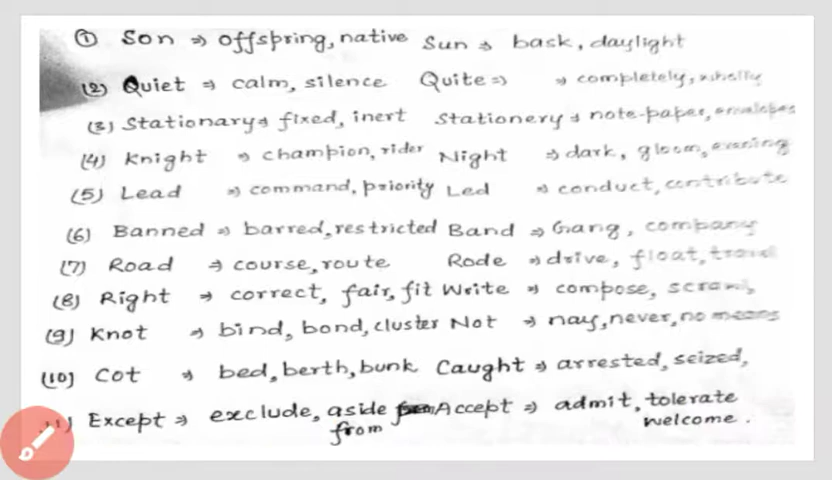 ① Son ⇒ offspring, native Sun ⇒ bask, daylight
(2) Quiet ⇒ calm, silence Quite ⇒ ⇒ completely, wholly
(3) Stationary ⇒ fixed, inert Stationery ⇒ note-paper, envelopes
(4) Knight ⇒ champion, rider Night ⇒ dark, gloom, evening
(5) Lead ⇒ command, priority Led ⇒ conduct, contribute
(6) Banned ⇒ barred, restricted Band ⇒ Gang, company
(7) Road ⇒ course, route Rode ⇒ drive, float, travel
(8) Right ⇒ correct, fair, fit Write ⇒ compose, scrawl,
(9) Knot ⇒ bind, bond, cluster Not ⇒ nay, never, no means
(10) Cot ⇒ bed, berth, bunk Caught ⇒ arrested, seized,
11) Except ⇒ exclude, aside Accept ⇒ admit, tolerate
from welcome.